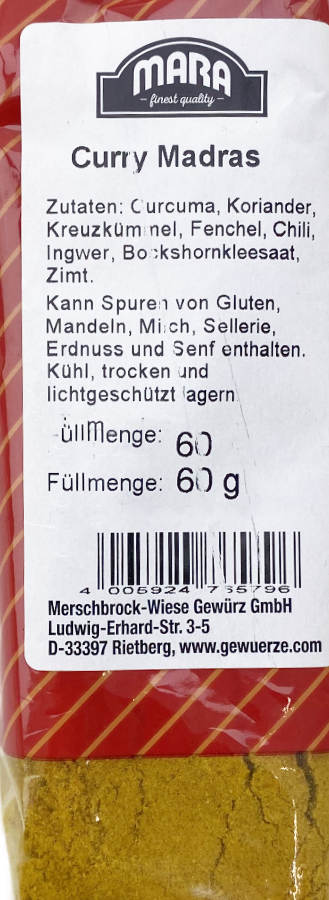 MARA
- finest quality -
Curry Madras
Zutaten: Curcuma, Koriander,
Kreuzkümmel, Fenchel, Chili,
Ingwer, Bockshornkleesaat,
Zimt.
Kann Spuren von Gluten,
Mandeln, Milch, Sellerie,
Erdnuss und Senf enthalten.
Kühl, trocken und
lichtgeschützt lagern
Füllmenge: 60
Füllmenge: 60 g
4 005924 735796
Merschbrock-Wiese Gewürz GmbH
Ludwig-Erhard-Str. 3-5
D-33397 Rietberg, www.gewuerze.com